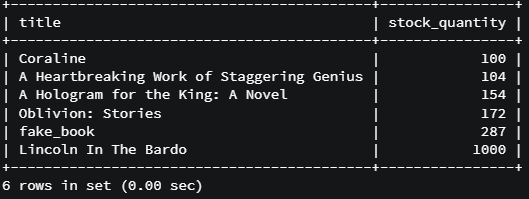 | title | stock_quantity |
| Coraline | 100 |
| A Heartbreaking Work of Staggering Genius | 104 |
| A Hologram for the King: A Novel | 154 |
| Oblivion: Stories | 172 |
| fake_book | 287 |
| Lincoln In The Bardo | 1000 |
6 rows in set (0.00 sec)